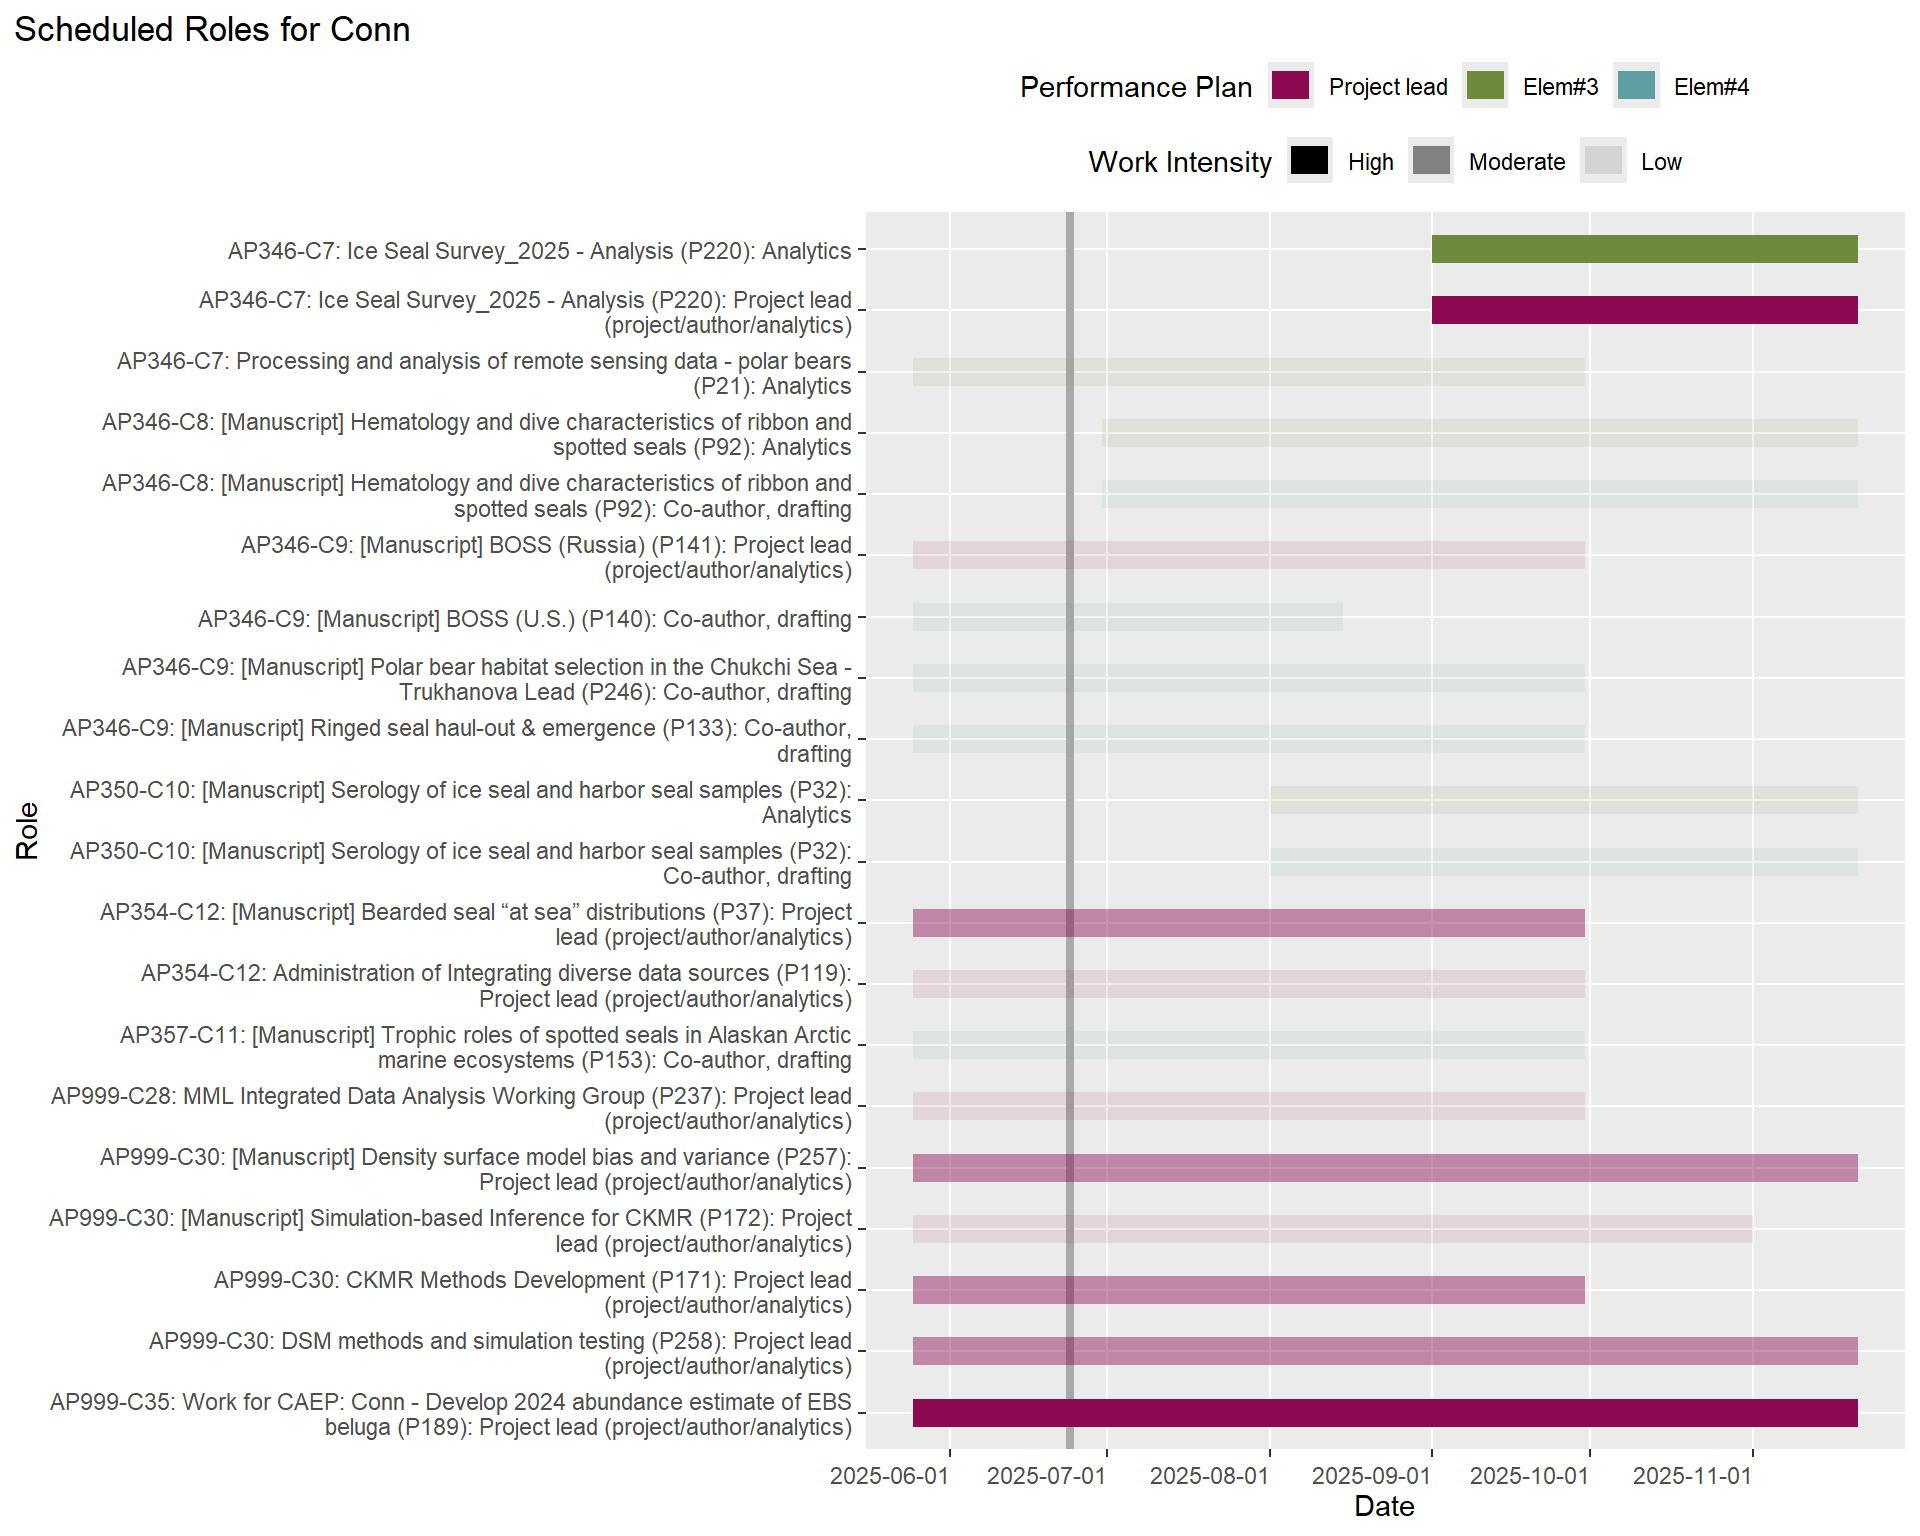 Scheduled Roles for Conn
Performance Plan Project lead Elem#3 Elem#4
Work Intensity High Moderate Low
AP346-C7: Ice Seal Survey_2025 - Analysis (P220): Analytics
AP346-C7: Ice Seal Survey_2025 - Analysis (P220): Project lead
(project/author/analytics)
AP346-C7: Processing and analysis of remote sensing data - polar bears
(P21): Analytics
AP346-C8: [Manuscript] Hematology and dive characteristics of ribbon and
spotted seals (P92): Analytics
AP346-C8: [Manuscript] Hematology and dive characteristics of ribbon and
spotted seals (P92): Co-author, drafting
AP346-C9: [Manuscript] BOSS (Russia) (P141): Project lead
(project/author/analytics)
AP346-C9: [Manuscript] BOSS (U.S.) (P140): Co-author, drafting
AP346-C9: [Manuscript] Polar bear habitat selection in the Chukchi Sea -
Trukhanova Lead (P246): Co-author, drafting
AP346-C9: [Manuscript] Ringed seal haul-out & emergence (P133): Co-author,
drafting
AP350-C10: [Manuscript] Serology of ice seal and harbor seal samples (P32):
Analytics
AP350-C10: [Manuscript] Serology of ice seal and harbor seal samples (P32):
Co-author, drafting
AP354-C12: [Manuscript] Bearded seal “at sea” distributions (P37): Project
lead (project/author/analytics)
AP354-C12: Administration of Integrating diverse data sources (P119):
Project lead (project/author/analytics)
AP357-C11: [Manuscript] Trophic roles of spotted seals in Alaskan Arctic
marine ecosystems (P153): Co-author, drafting
AP999-C28: MML Integrated Data Analysis Working Group (P237): Project lead
(project/author/analytics)
AP999-C30: [Manuscript] Density surface model bias and variance (P257):
Project lead (project/author/analytics)
AP999-C30: [Manuscript] Simulation-based Inference for CKMR (P172): Project
lead (project/author/analytics)
AP999-C30: CKMR Methods Development (P171): Project lead
(project/author/analytics)
AP999-C30: DSM methods and simulation testing (P258): Project lead
(project/author/analytics)
AP999-C35: Work for CAEP: Conn - Develop 2024 abundance estimate of EBS
beluga (P189): Project lead (project/author/analytics)
Role
2025-06-01 2025-07-01 2025-08-01 2025-09-01 2025-10-01 2025-11-01
Date